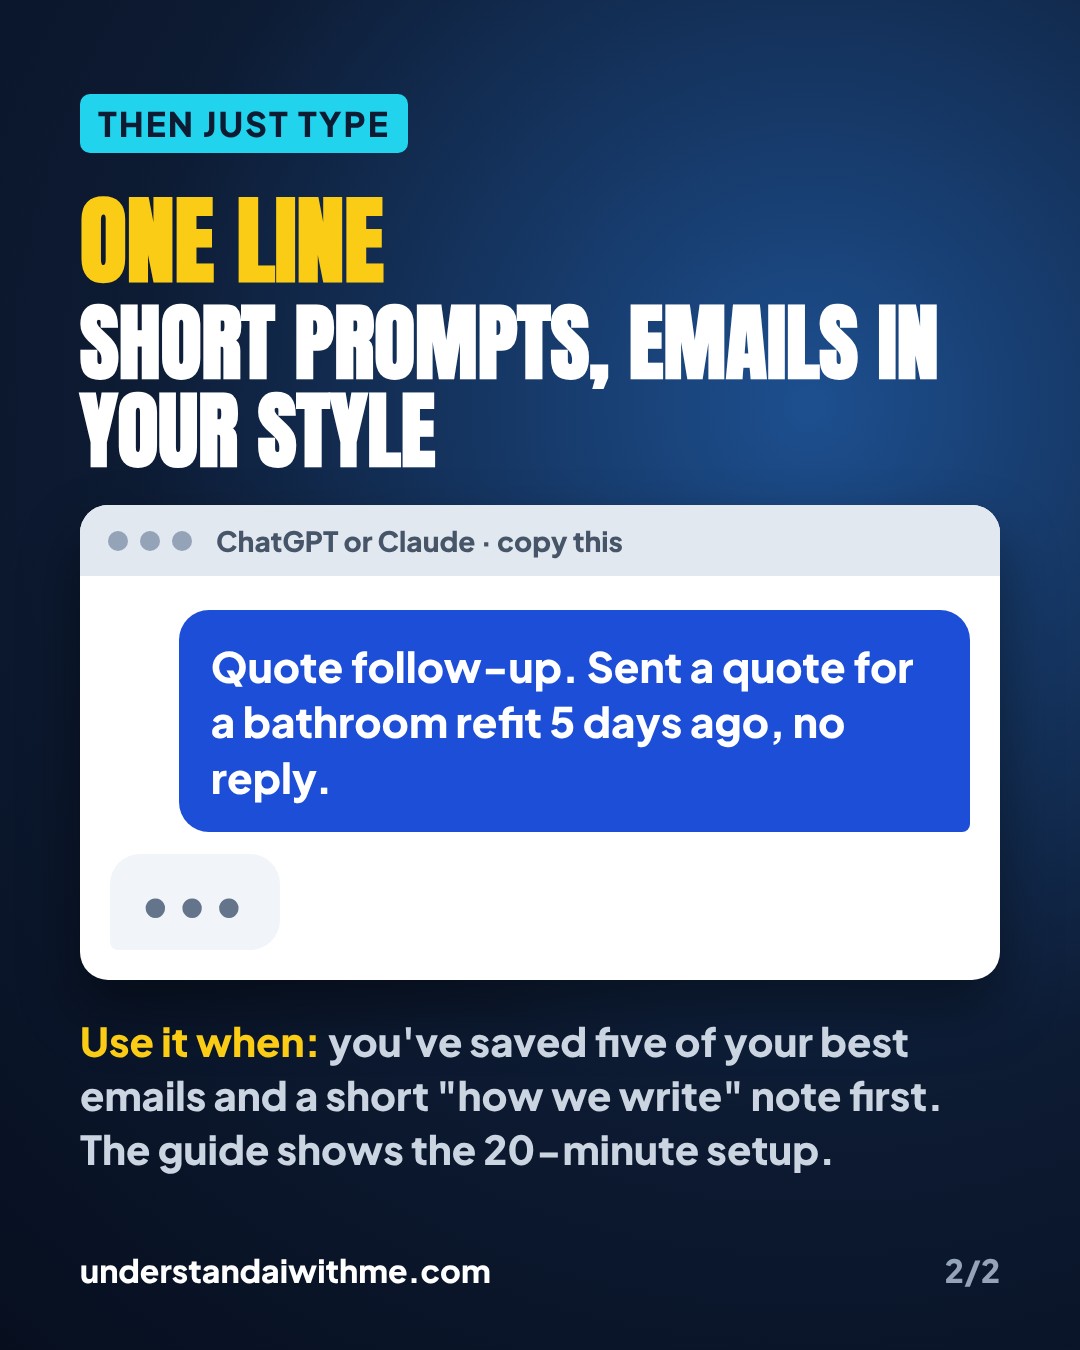 THEN JUST TYPE
ONE LINE
SHORT PROMPTS, EMAILS IN
YOUR STYLE
ChatGPT or Claude · copy this
Quote follow-up. Sent a quote for
a bathroom refit 5 days ago, no
reply.
Use it when: you've saved five of your best
emails and a short "how we write" note first.
The guide shows the 20-minute setup.
understandaiwithme.com
2/2